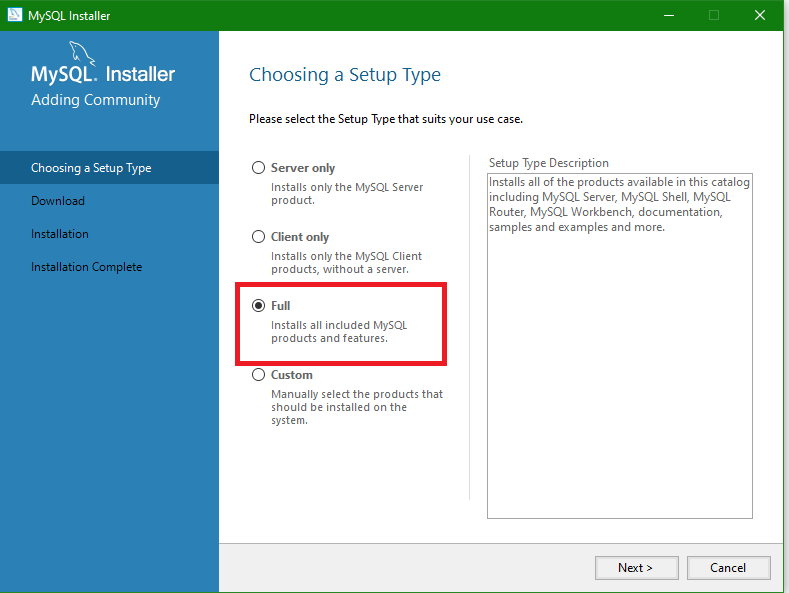 MySQL Installer
MySQL. Installer
Adding Community
Choosing a Setup Type
Download
Installation
Installation Complete
Choosing a Setup Type
Please select the Setup Type that suits your use case.
Server only
Installs only the MySQL Server
product.
Client only
Installs only the MySQL Client
products, without a server.
Full
Installs all included MySQL
products and features.
Custom
Manually select the products that
should be installed on the
system.
Setup Type Description
Installs all of the products available in this catalog
including MySQL Server, MySQL Shell, MySQL
Router, MySQL Workbench, documentation,
samples and examples and more.
Next >
Cancel